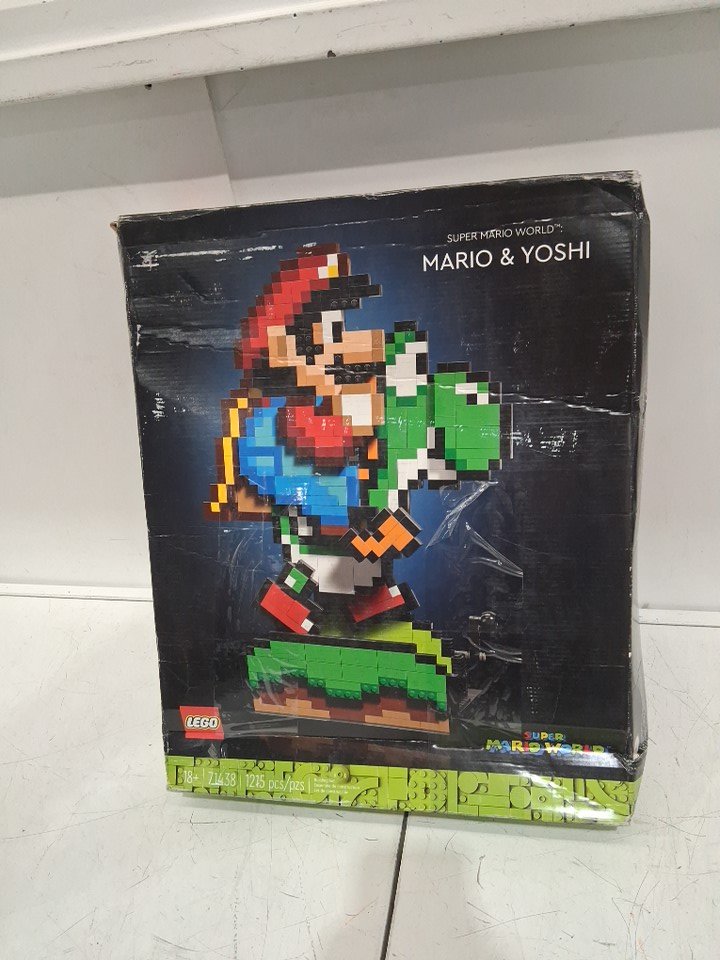 SUPER MARIO WORLD™:
MARIO & YOSHI
LEGO
SUPER
MARIO WORLD
18+ 71438 1215 pcs/pzs